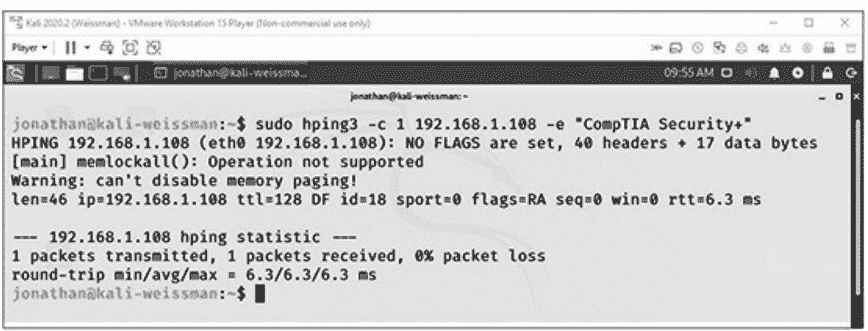 Kali 2020.2 (Weissman) - VMware Workstation 15 Player (Non-commercial use only)
Player
jonathan@kali-weissma...
09:55 AM
jonathan@kali-weissman: ~
jonathan@kali-weissman:~$ sudo hping3 -c 1 192.168.1.108 -e "CompTIA Security+"
HPING 192.168.1.108 (eth0 192.168.1.108): NO FLAGS are set, 40 headers + 17 data bytes
[main] memlockall(): Operation not supported
Warning: can't disable memory paging!
len=46 ip=192.168.1.108 ttl=128 DF id=18 sport=0 flags=RA seq=0 win=0 rtt=6.3 ms
--- 192.168.1.108 hping statistic ---
1 packets transmitted, 1 packets received, 0% packet loss
round-trip min/avg/max = 6.3/6.3/6.3 ms
jonathan@kali-weissman:~$